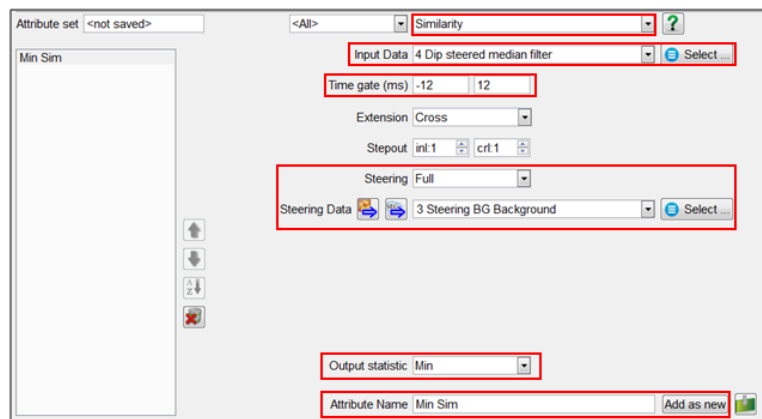 Attribute set <not saved> <All> Similarity ?
Min Sim
Input Data 4 Dip steered median filter Select ...
Time gate (ms) -12 12
Extension Cross
Stepout inl:1 crl:1
Steering Full
Steering Data 3 Steering BG Background Select ...
Output statistic Min
Attribute Name Min Sim Add as new